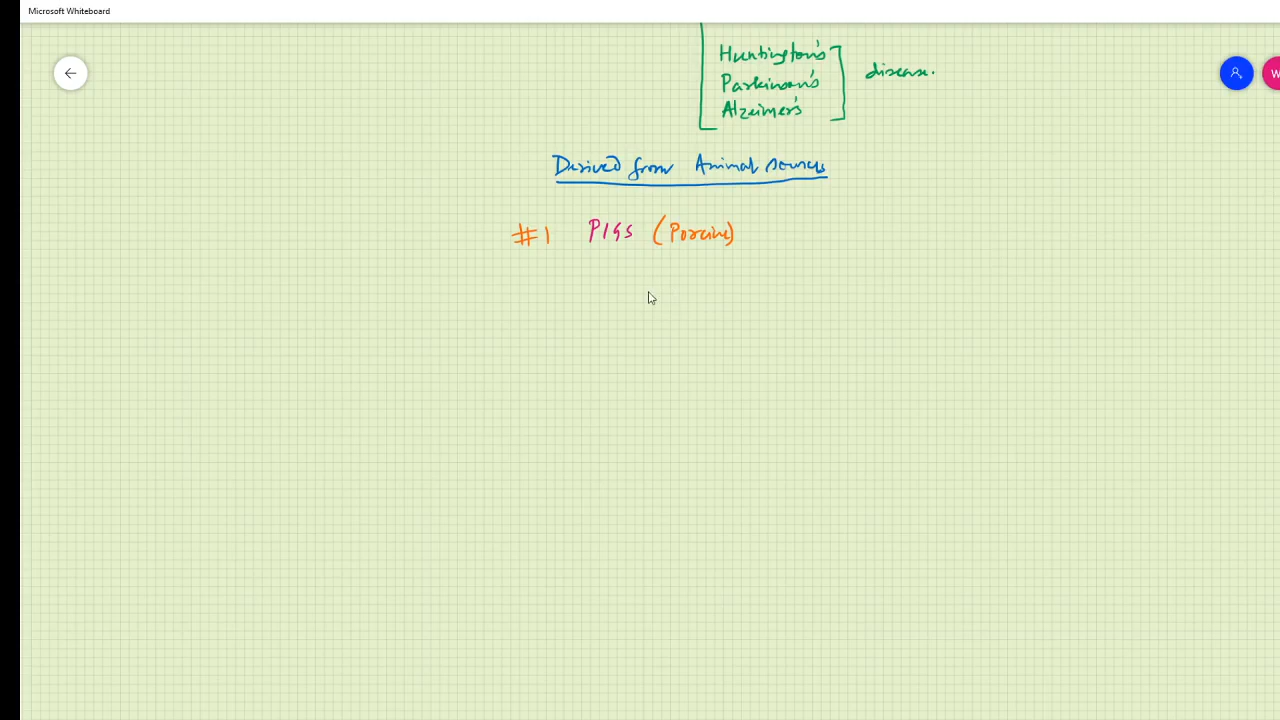 Microsoft Whiteboard
Huntington's
Parkinson's
Alzeimer's
disease.
Derived from Animal sources
#1 PIGS (Porcine)
W